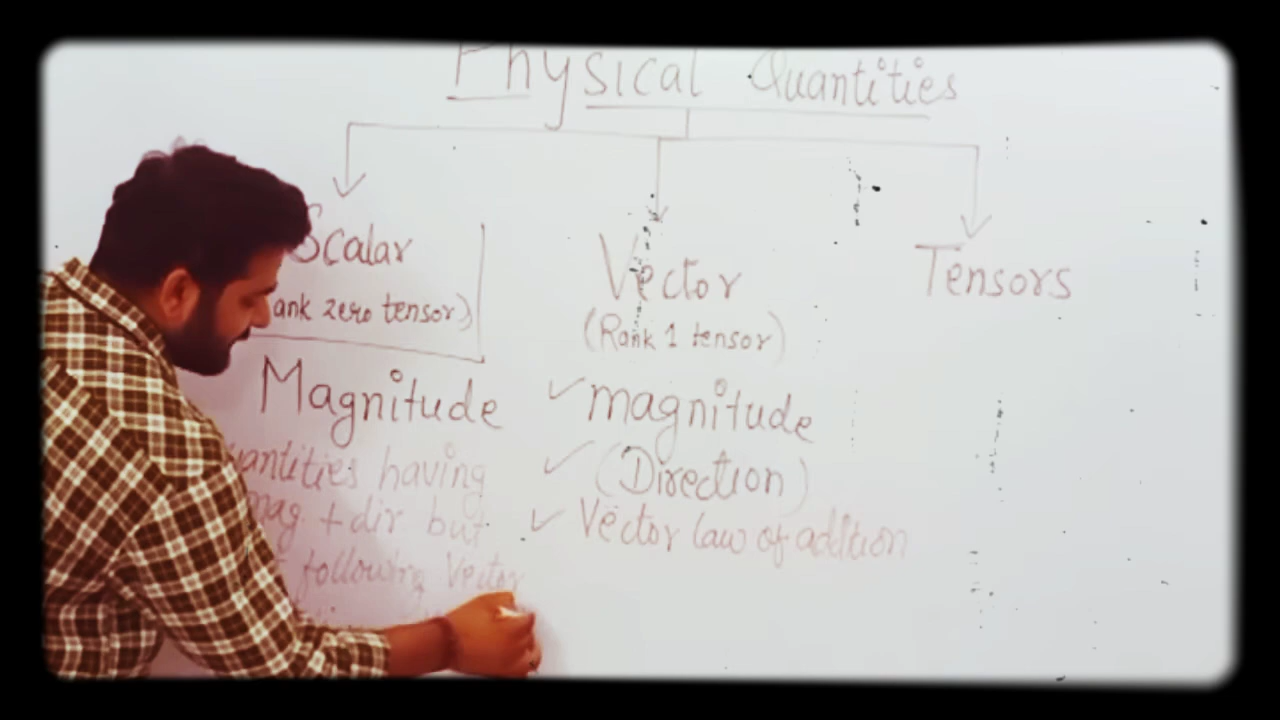 Physical Quantities
Scalar
ank zero tensor)
Magnitude
antities having
mag + dir but
following Vector
Vector
(Rank 1 tensor)
✓ magnitude
✓ (Direction)
✓ Vector law of addition
Tensors